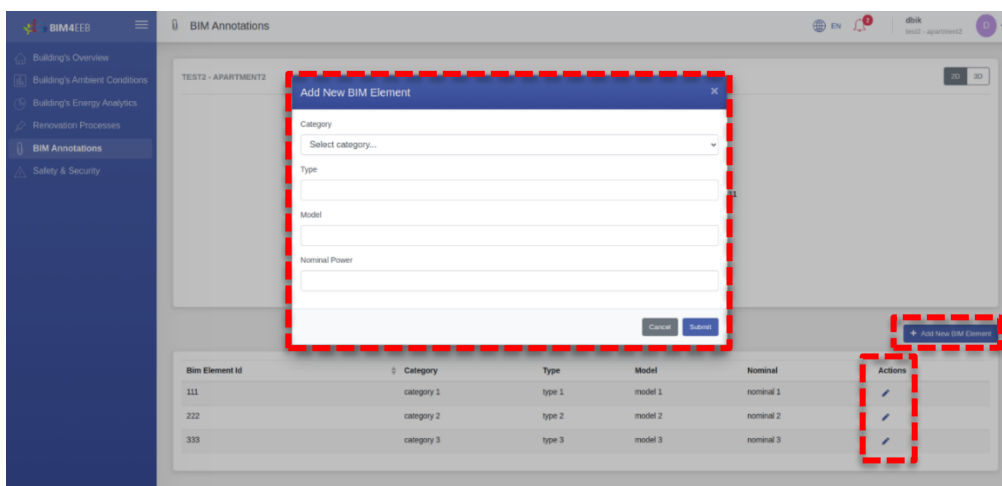 BIM4EEB
BIM Annotations
EN
dbik
test2 - apartment2
D
Building's Overview
Building's Ambient Conditions
Building's Energy Analytics
Renovation Processes
BIM Annotations
Safety & Security
TEST2 - APARTMENT2
2D 3D
Add New BIM Element ×
Category
Select category...
Type
Model
Nominal Power
Cancel Submit
+ Add New BIM Element
Bim Element Id Category Type Model Nominal Actions
111 category 1 type 1 model 1 nominal 1
222 category 2 type 2 model 2 nominal 2
333 category 3 type 3 model 3 nominal 3